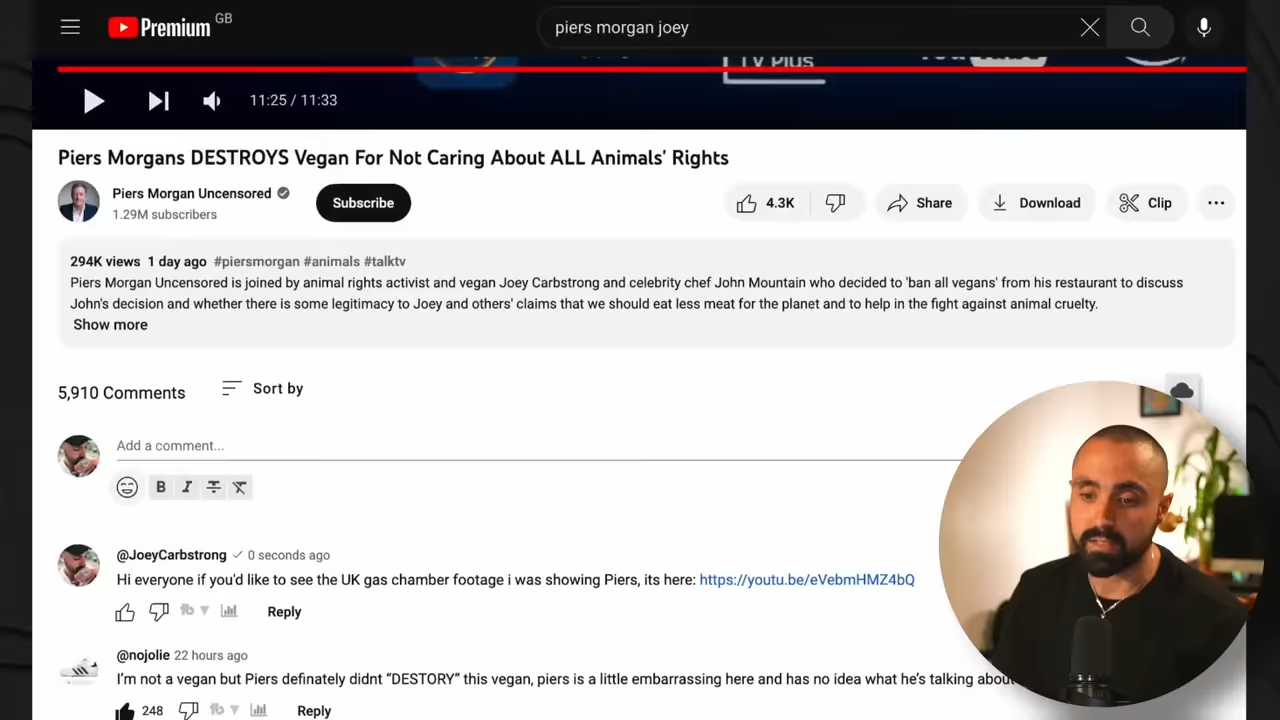 Premium GB
piers morgan joey
TV Plus
11:25 / 11:33
Piers Morgans DESTROYS Vegan For Not Caring About ALL Animals' Rights
Piers Morgan Uncensored
1.29M subscribers
Subscribe
4.3K
Share
Download
Clip
294K views 1 day ago #piersmorgan #animals #talktv
Piers Morgan Uncensored is joined by animal rights activist and vegan Joey Carbstrong and celebrity chef John Mountain who decided to 'ban all vegans' from his restaurant to discuss
John's decision and whether there is some legitimacy to Joey and others' claims that we should eat less meat for the planet and to help in the fight against animal cruelty.
Show more
5,910 Comments
Sort by
Add a comment...
B I T T
@JoeyCarbstrong 0 seconds ago
Hi everyone if you'd like to see the UK gas chamber footage i was showing Piers, its here: https://youtu.be/eVebmHMZ4bQ
Reply
@nojolie 22 hours ago
I'm not a vegan but Piers definately didnt “DESTORY” this vegan, piers is a little embarrassing here and has no idea what he's talking about
248
Reply